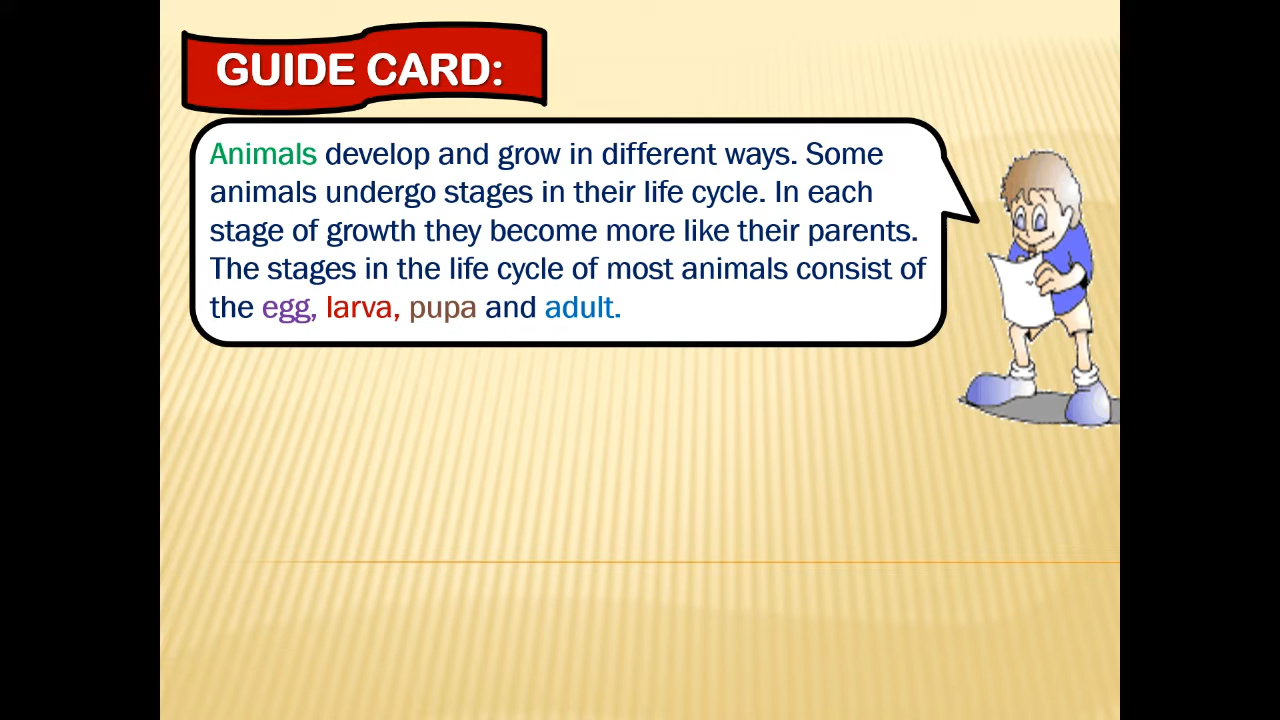 GUIDE CARD:
Animals develop and grow in different ways. Some
animals undergo stages in their life cycle. In each
stage of growth they become more like their parents.
The stages in the life cycle of most animals consist of
the egg, larva, pupa and adult.